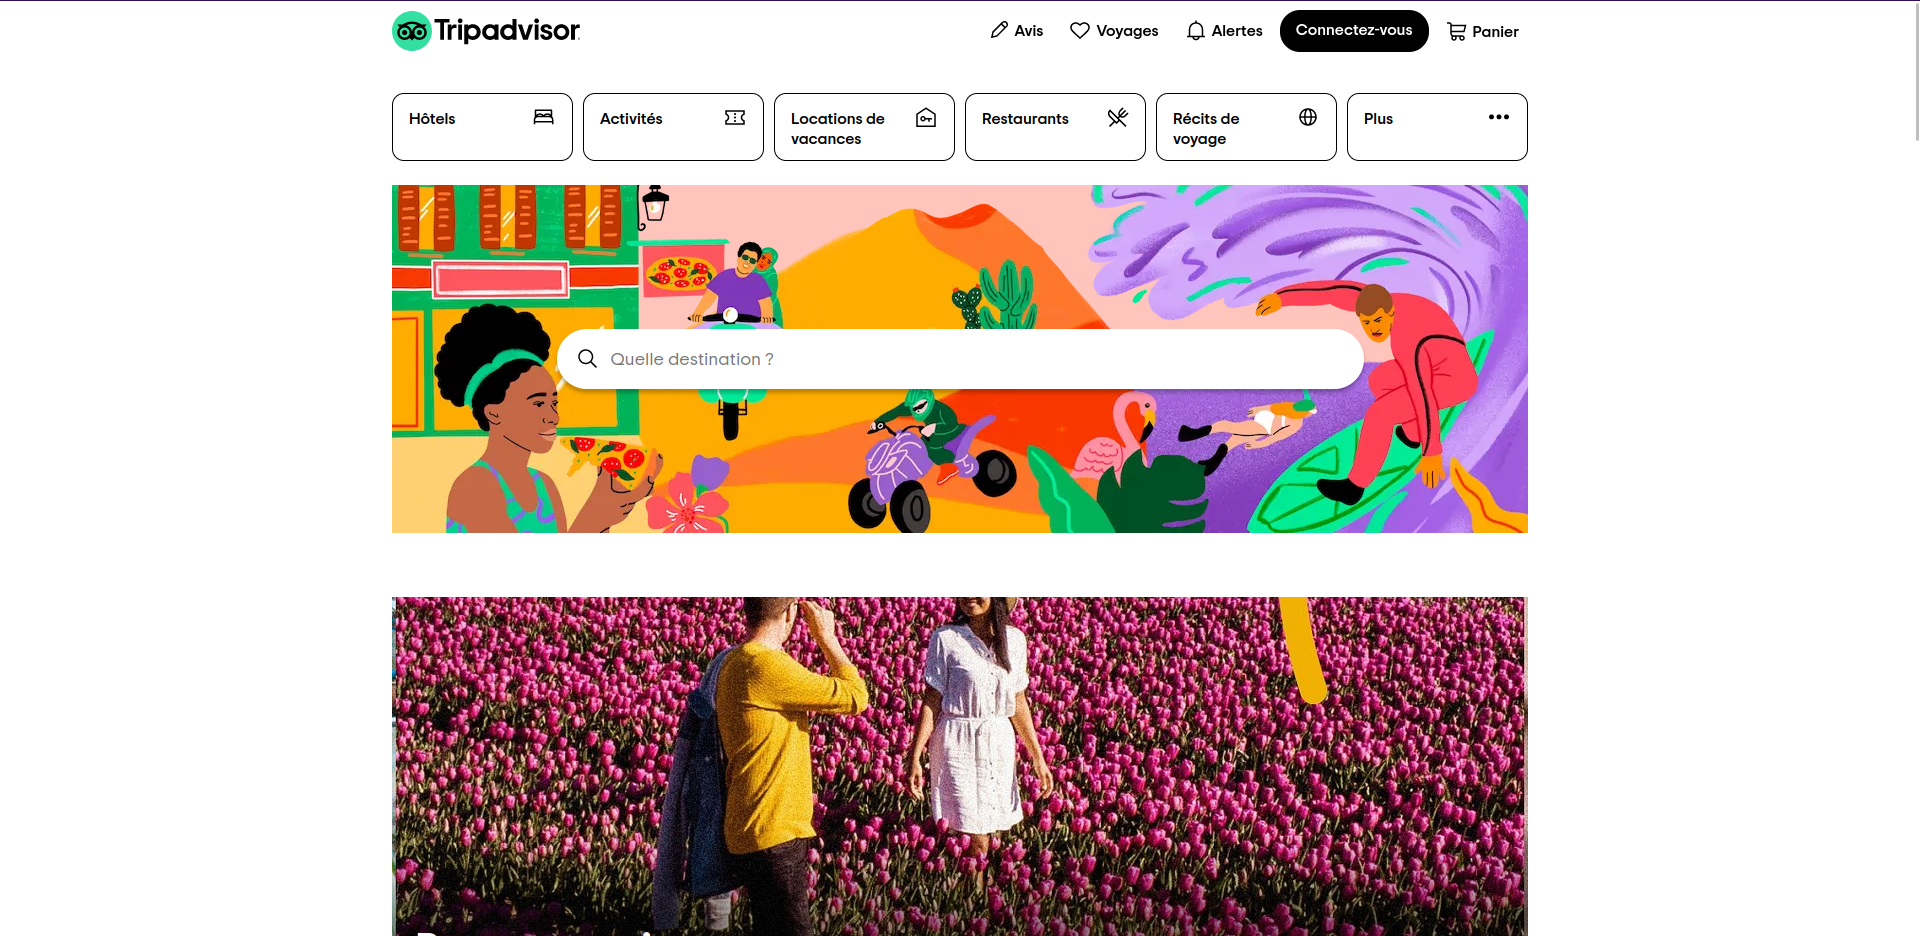 Tripadvisor
Avis
Voyages
Alertes
Connectez-vous
Panier
Hôtels
Activités
Locations de
vacances
Restaurants
Récits de
voyage
Plus
Quelle destination ?